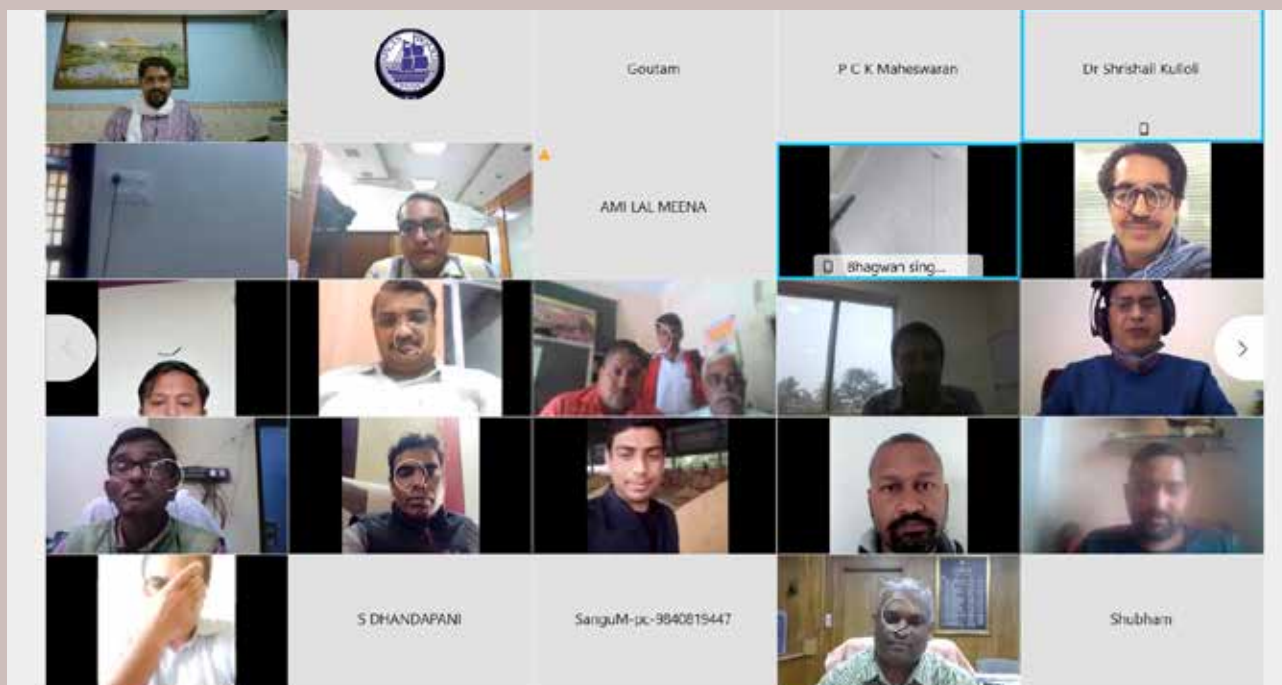 Goutam
P C K Maheswaran
Dr Shrishail Kulloli
AMI LAL MEENA
Bhagwan sing...
S DHANDAPANI
SanguM-pc-9840819447
Shubham